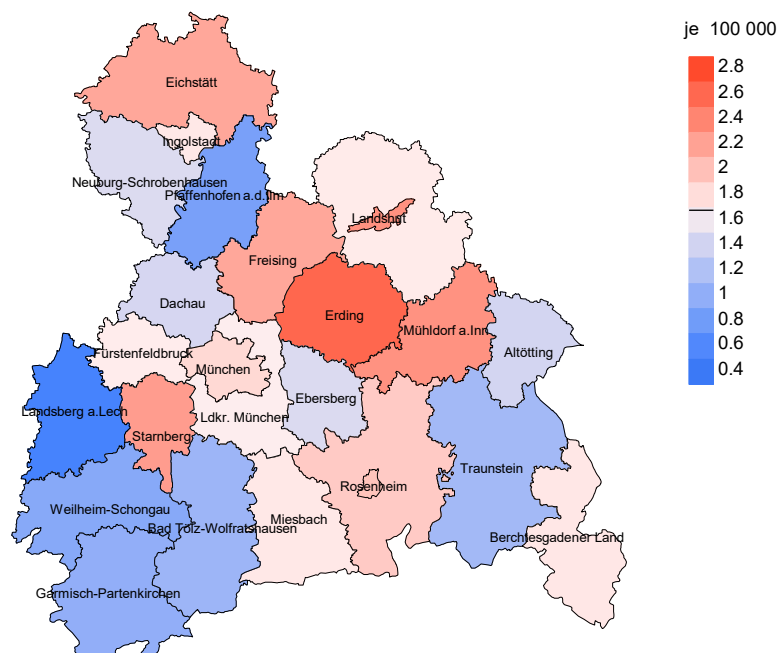 je 100 000
2.8
2.6
2.4
2.2
2
1.8
1.6
1.4
1.2
1
0.8
0.6
0.4
Eichstätt
Ingolstadt
Neuburg-Schrobenhausen
Pfaffenhofen a.d.Ilm
Landshut
Freising
Dachau
Erding
Mühldorf a.Inn
Fürstenfeldbruck
Altötting
München
Ebersberg
Landsberg a.Lech
Ldkr. München
Starnberg
Traunstein
Rosenheim
Weilheim-Schongau
Miesbach
Bad Tölz-Wolfratshausen
Berchtesgadener Land
Garmisch-Partenkirchen